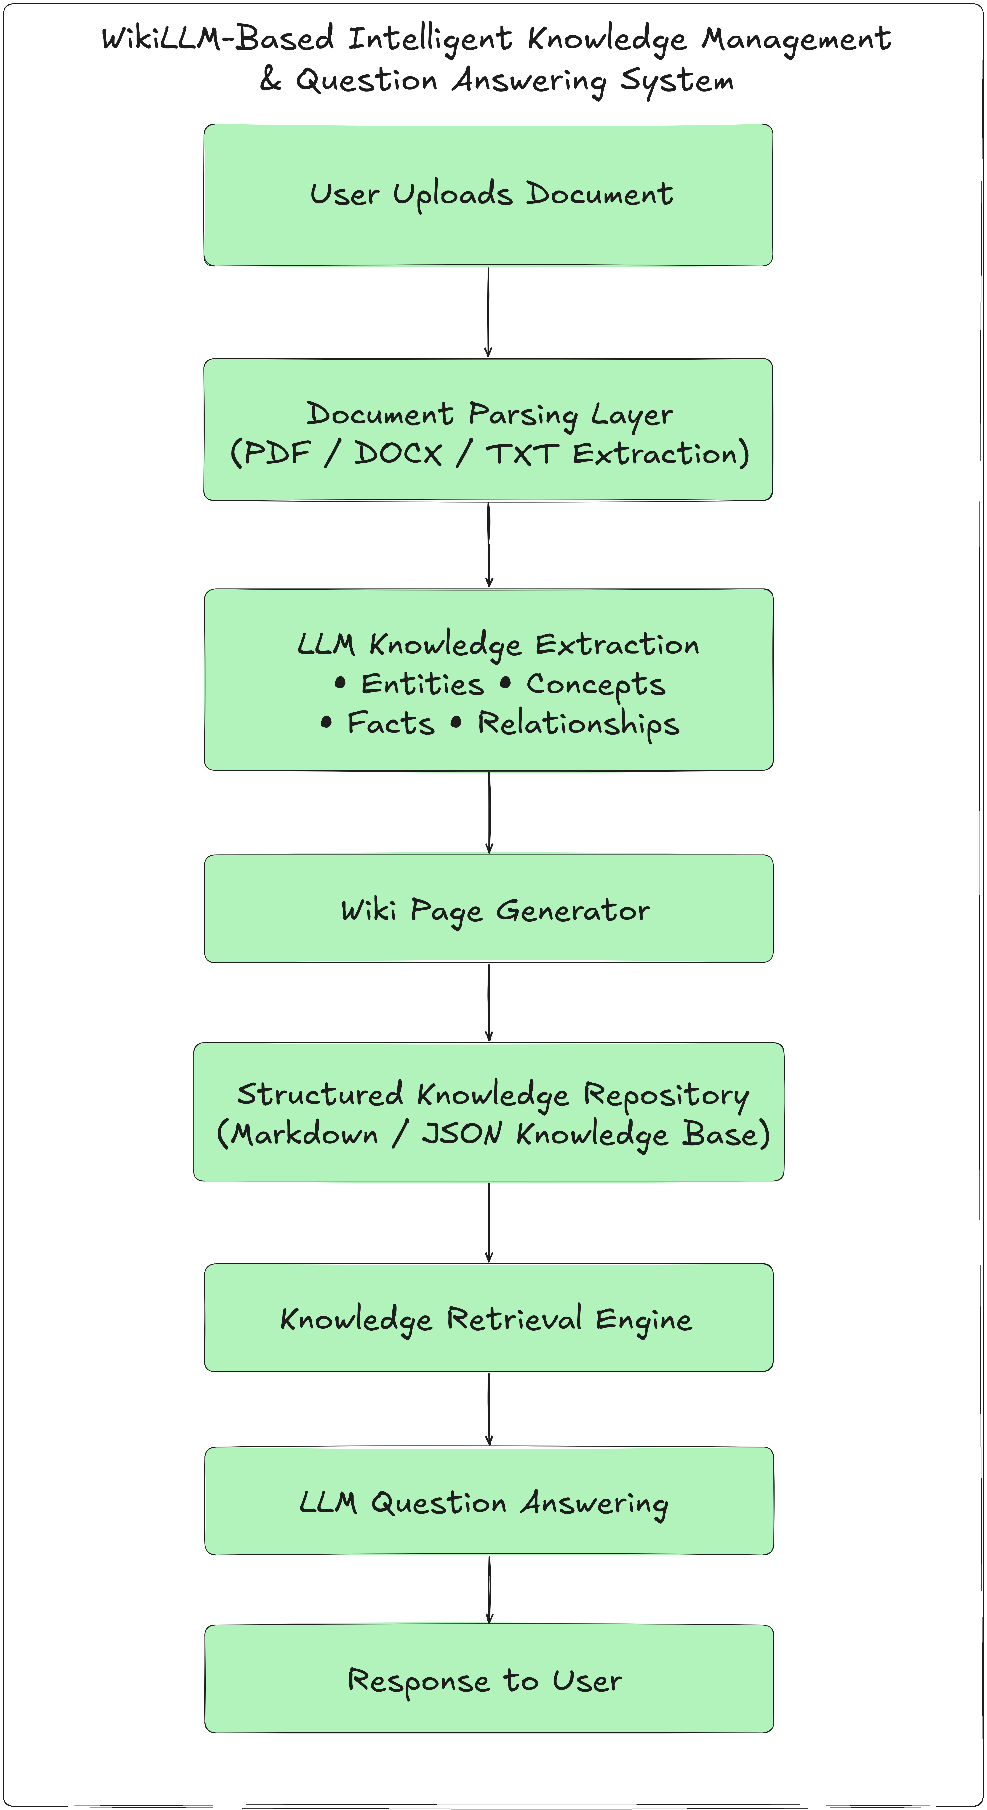 WikiLLM-Based Intelligent Knowledge Management
& Question Answering System
User Uploads Document
Document Parsing Layer
(PDF / DOCX / TXT Extraction)
LLM Knowledge Extraction
• Entities • Concepts
• Facts • Relationships
Wiki Page Generator
Structured Knowledge Repository
(Markdown / JSON Knowledge Base)
Knowledge Retrieval Engine
LLM Question Answering
Response to User